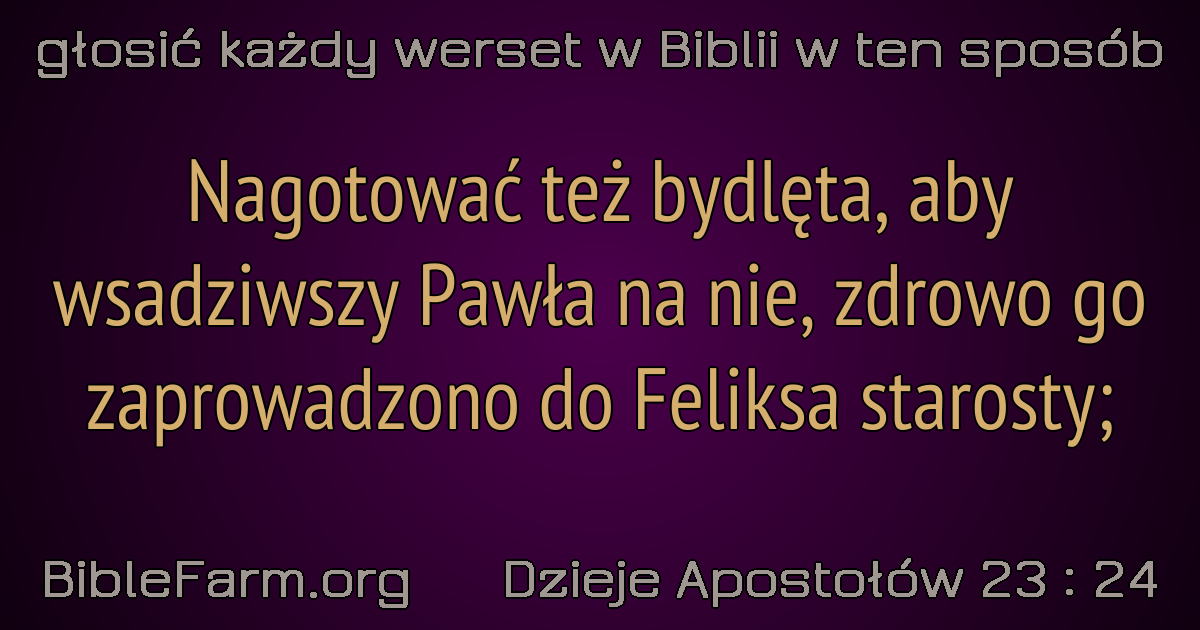 głosić każdy werset w Biblii w ten sposób
Nagotować też bydlęta, aby
wsadziwszy Pawła na nie, zdrowo go
zaprowadzono do Feliksa starosty;
BibleFarm.org Dzieje Apostołów 23 : 24